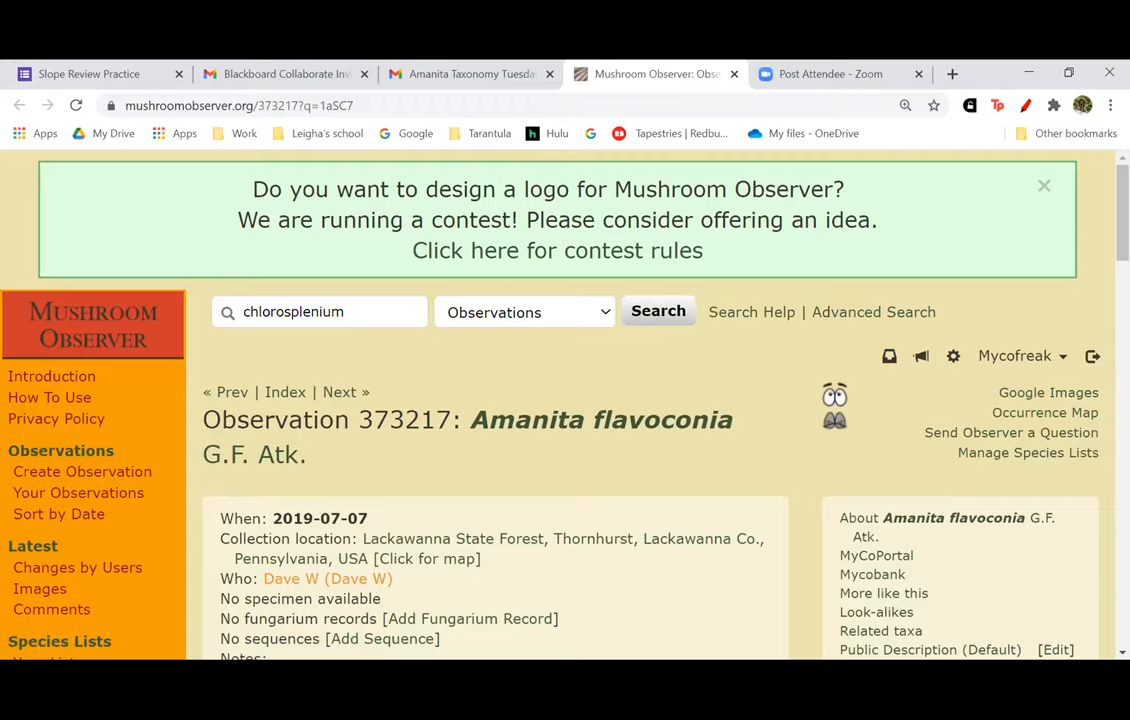 Slope Review Practice
Blackboard Collaborate Inv
Amanita Taxonomy Tuesda
Mushroom Observer: Obse
Post Attendee - Zoom
mushroomobserver.org/373217?q=1aSC7
Apps
My Drive
Apps
Work
Leigha's school
Google
Tarantula
Hulu
Tapestries | Redbu...
My files - OneDrive
Other bookmarks
Do you want to design a logo for Mushroom Observer?
We are running a contest! Please consider offering an idea.
Click here for contest rules
MUSHROOM
OBSERVER
chlorosplenium
Observations
Search
Search Help | Advanced Search
Mycofreak
Introduction
How To Use
Privacy Policy
Observations
Create Observation
Your Observations
Sort by Date
Latest
Changes by Users
Images
Comments
Species Lists
« Prev | Index | Next »
Observation 373217: Amanita flavoconia
G.F. Atk.
Google Images
Occurrence Map
Send Observer a Question
Manage Species Lists
When: 2019-07-07
Collection location: Lackawanna State Forest, Thornhurst, Lackawanna Co.,
Pennsylvania, USA [Click for map]
Who: Dave W (Dave W)
No specimen available
No fungarium records [Add Fungarium Record]
No sequences [Add Sequence]
Notes:
About Amanita flavoconia G.F.
Atk.
MyCoPortal
Mycobank
More like this
Look-alikes
Related taxa
Public Description (Default) [Edit]